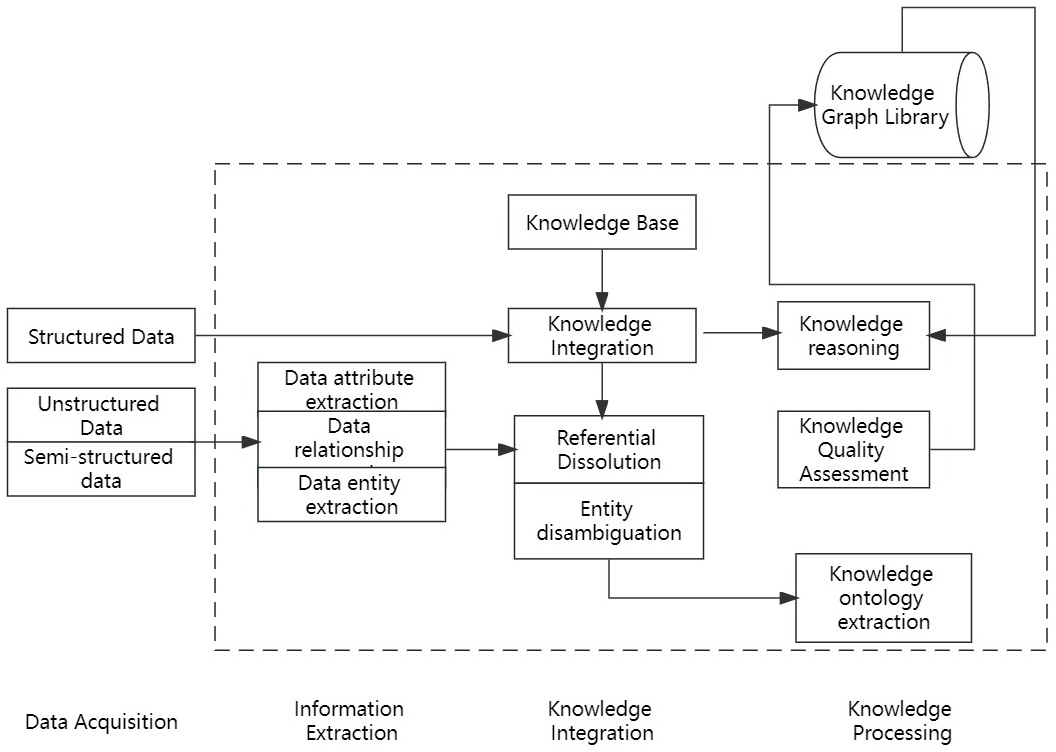 Knowledge
Graph Library
Knowledge Base
Structured Data
Knowledge
Integration
Knowledge
reasoning
Unstructured
Data
Semi-structured
data
Data attribute
extraction
Data
relationship
Data entity
extraction
Referential
Dissolution
Entity
disambiguation
Knowledge
Quality
Assessment
Knowledge
ontology
extraction
Data Acquisition
Information
Extraction
Knowledge
Integration
Knowledge
Processing